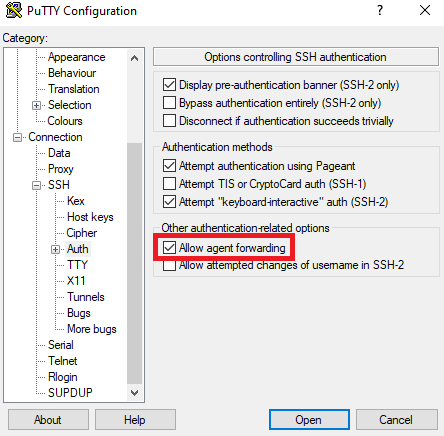 PuTTY Configuration
Category:
Appearance
Behaviour
Translation
Selection
Colours
Connection
Data
Proxy
SSH
Kex
Host keys
Cipher
Auth
TTY
X11
Tunnels
Bugs
More bugs
Serial
Telnet
Rlogin
SUPDUP
Options controlling SSH authentication
Display pre-authentication banner (SSH-2 only)
Bypass authentication entirely (SSH-2 only)
Disconnect if authentication succeeds trivially
Authentication methods
Attempt authentication using Pageant
Attempt TIS or CryptoCard auth (SSH-1)
Attempt "keyboard-interactive" auth (SSH-2)
Other authentication-related options
Allow agent forwarding
Allow attempted changes of username in SSH-2
About
Help
Open
Cancel